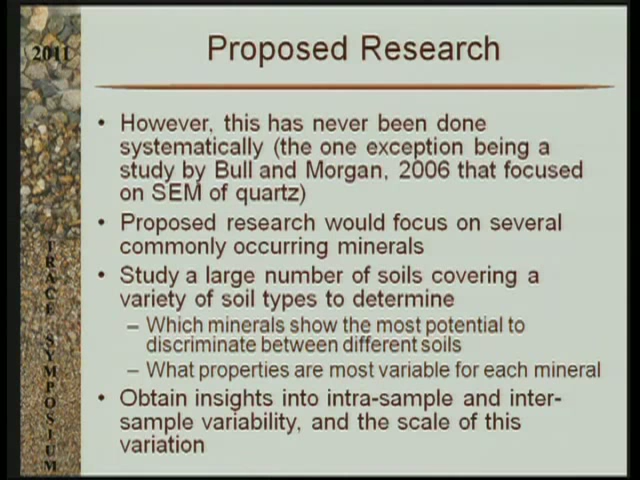 2011
Proposed Research
• However, this has never been done
systematically (the one exception being a
study by Bull and Morgan, 2006 that focused
on SEM of quartz)
• Proposed research would focus on several
commonly occurring minerals
• Study a large number of soils covering a
variety of soil types to determine
– Which minerals show the most potential to
discriminate between different soils
– What properties are most variable for each mineral
• Obtain insights into intra-sample and inter-
sample variability, and the scale of this
variation
TRACE SYMPOSIUM